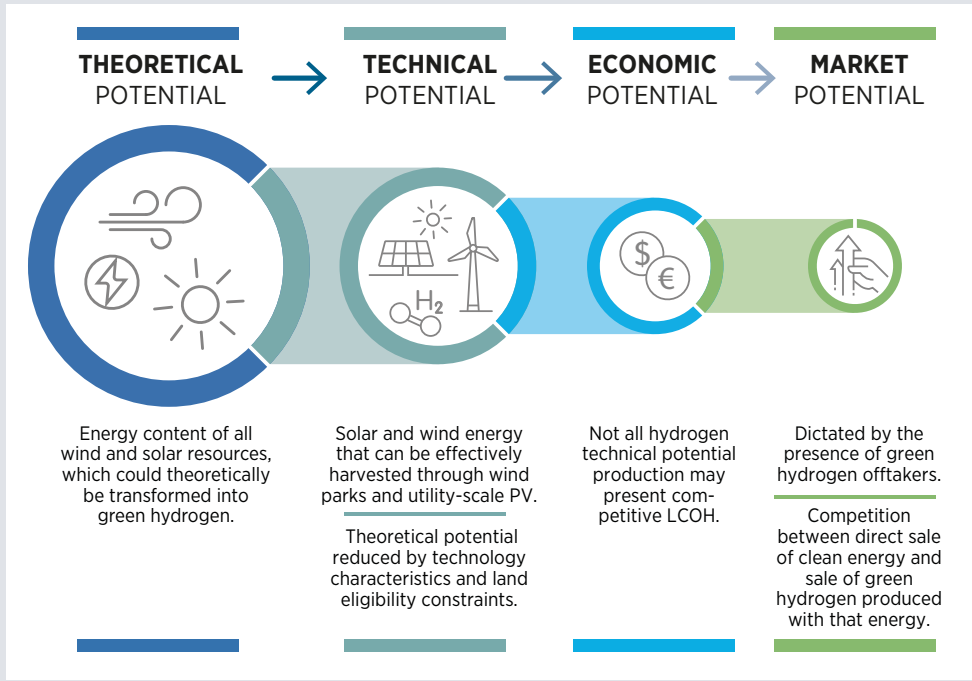 THEORETICAL
POTENTIAL
TECHNICAL
POTENTIAL
ECONOMIC
POTENTIAL
MARKET
POTENTIAL
H2
$
€
Energy content of all
wind and solar resources,
which could theoretically
be transformed into
green hydrogen.
Solar and wind energy
that can be effectively
harvested through wind
parks and utility-scale PV.
Theoretical potential
reduced by technology
characteristics and land
eligibility constraints.
Not all hydrogen
technical potential
production may
present com-
petitive LCOH.
Dictated by the
presence of green
hydrogen offtakers.
Competition
between direct sale
of clean energy and
sale of green
hydrogen produced
with that energy.